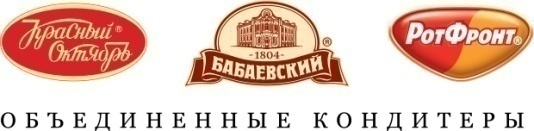 Красный
Октябрь
®
- 1804 -
®
БАБАЕВСКИЙ
РОТФРОНТ®
ОБЪЕДИНЕННЫЕ КОНДИТЕРЫ